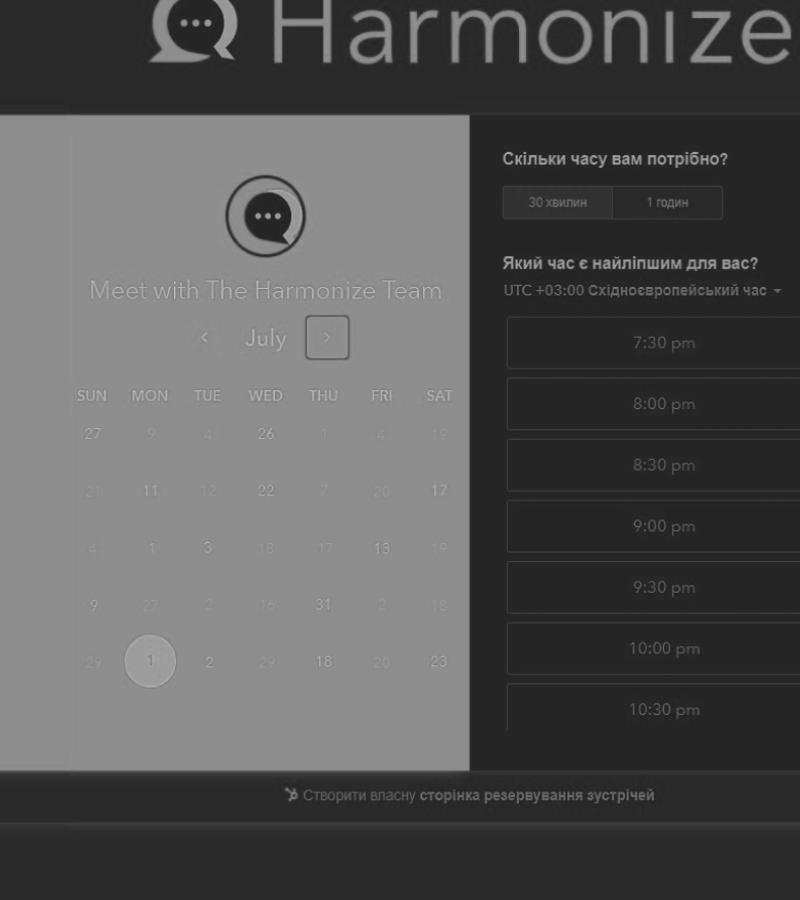 Harmonize
Meet with The Harmonize Team
July
SUN MON TUE WED THU FRI SAT
27 9 4 26 1 4 19
21 11 12 22 7 20 17
4 1 3 18 17 13 19
9 27 2 16 31 2 18
29 1 2 29 18 20 23
Скільки часу вам потрібно?
30 хвилин 1 годин
Який час є найліпшим для вас?
UTC +03:00 Східноєвропейський час
7:30 pm
8:00 pm
8:30 pm
9:00 pm
9:30 pm
10:00 pm
10:30 pm
Створити власну сторінка резервування зустрічей